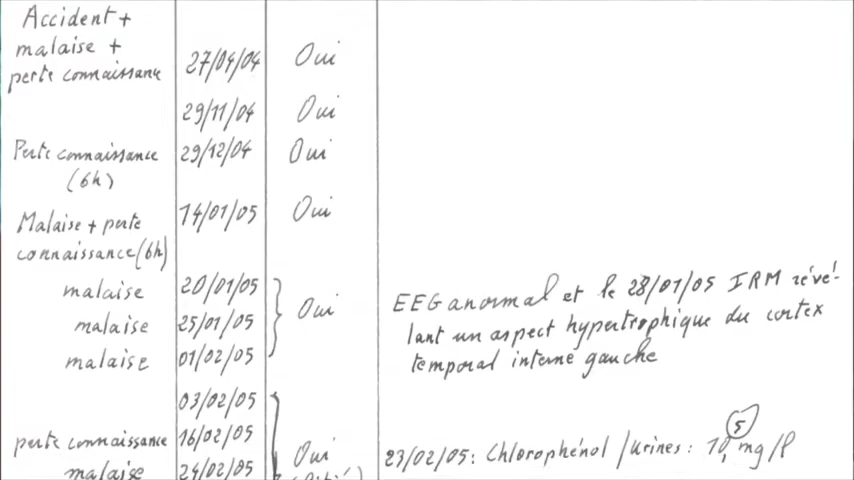 Accident +
malaise +
perte connaissance 27/04/04 Oui
29/11/04 Oui
Perte connaissance 29/12/04 Oui
(6h)
Malaise + perte 14/01/05 Oui
connaissance (6h)
malaise 20/01/05
malaise 25/01/05 Oui
malaise 01/02/05
EEG anormal et le 28/01/05 IRM révé-
lant un aspect hypertrophique du cortex
temporal interne gauche
03/02/05
perte connaissance 16/02/05 Oui
malaise 24/02/05
23/02/05: Chlorophénol / Urines: 10,5 mg/l